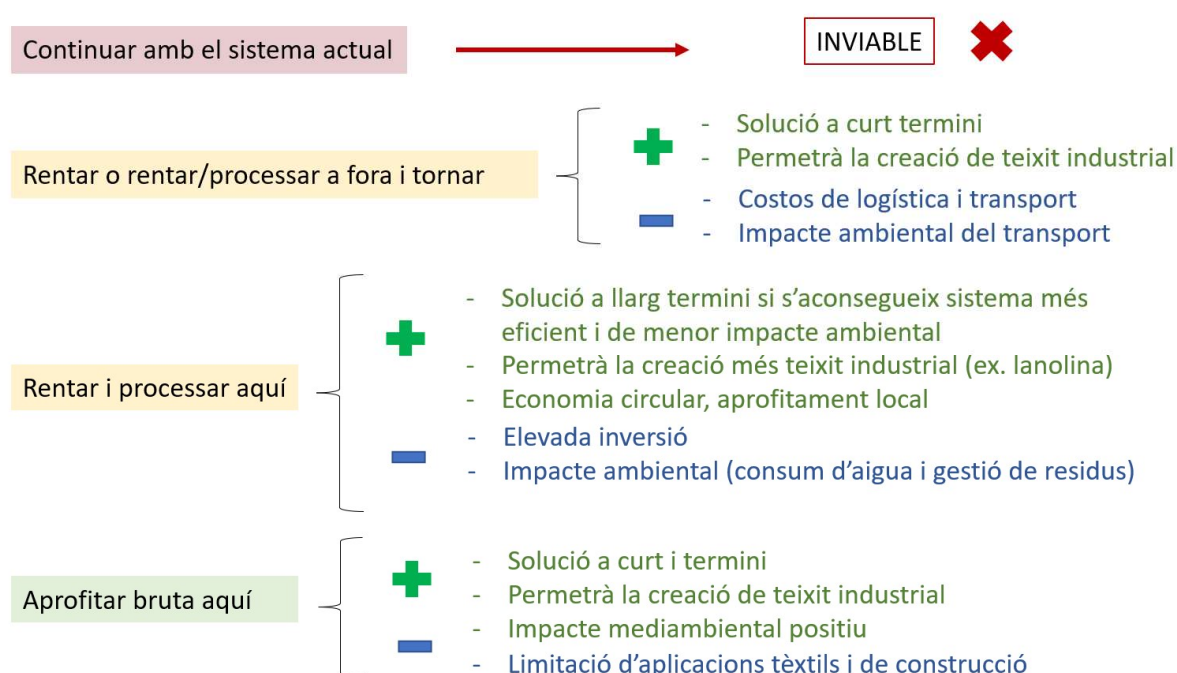 Continuar amb el sistema actual
INVIABLE
Rentar o rentar/processar a fora i tornar
- Solució a curt termini
- Permetrà la creació de teixit industrial
- Costos de logística i transport
- Impacte ambiental del transport
Rentar i processar aquí
- Solució a llarg termini si s’aconsegueix sistema més
eficient i de menor impacte ambiental
- Permetrà la creació més teixit industrial (ex. lanolina)
- Economia circular, aprofitament local
- Elevada inversió
- Impacte ambiental (consum d’aigua i gestió de residus)
Aprofitar bruta aquí
- Solució a curt i termini
- Permetrà la creació de teixit industrial
- Impacte mediambiental positiu
- Limitació d’aplicacions tèxtils i de construcció